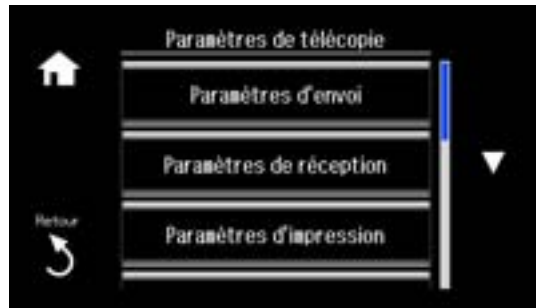 Paramètres de télécopie
Paramètres d'envoi
Paramètres de réception
Paramètres d'impression
Retour